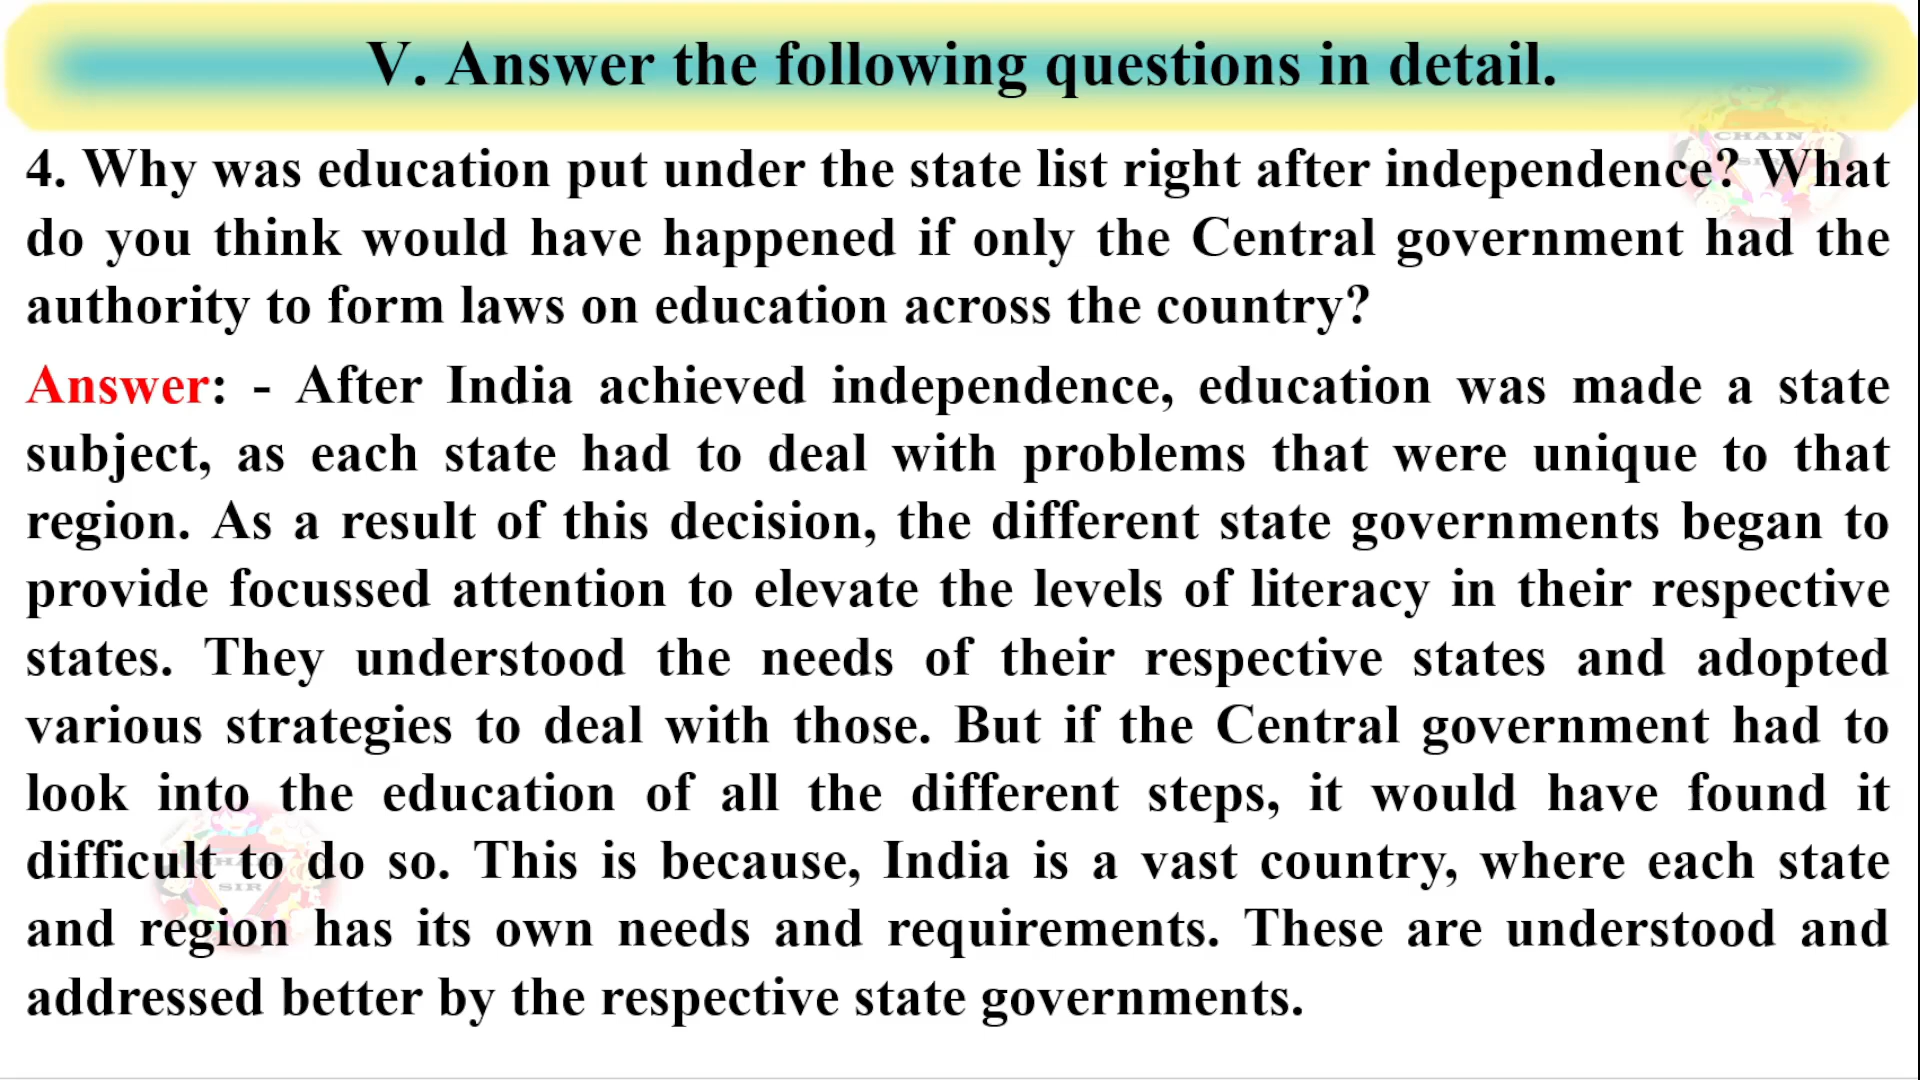 V. Answer the following questions in detail.
CHAIN
SIR
4. Why was education put under the state list right after independence? What
do you think would have happened if only the Central government had the
authority to form laws on education across the country?
Answer: - After India achieved independence, education was made a state
subject, as each state had to deal with problems that were unique to that
region. As a result of this decision, the different state governments began to
provide focussed attention to elevate the levels of literacy in their respective
states. They understood the needs of their respective states and adopted
various strategies to deal with those. But if the Central government had to
look into the education of all the different steps, it would have found it
difficult to do so. This is because, India is a vast country, where each state
CHAIN
SIR
and region has its own needs and requirements. These are understood and
addressed better by the respective state governments.